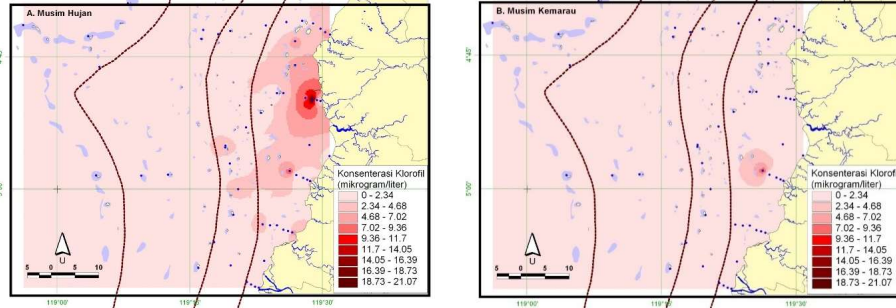 A. Musim Hujan
4°45'
5°00'
Konsenterasi Klorofil
(mikrogram/liter)
0 - 2.34
2.34 - 4.68
4.68 - 7.02
7.02 - 9.36
9.36 - 11.7
11.7 - 14.05
14.05 - 16.39
16.39 - 18.73
18.73 - 21.07
U
5 0 5 10
119°00'
119°30'
B. Musim Kemarau
4°45'
5°00'
Konsenterasi Klorofi
(mikrogram/liter)
0 - 2.34
2.34 - 4.68
4.68 - 7.02
7.02 - 9.36
9.36 - 11.7
11.7 - 14.05
14.05 - 16.39
16.39 - 18.73
18.73 - 21.07
U
5 0 5 10
119°00'
119°30'